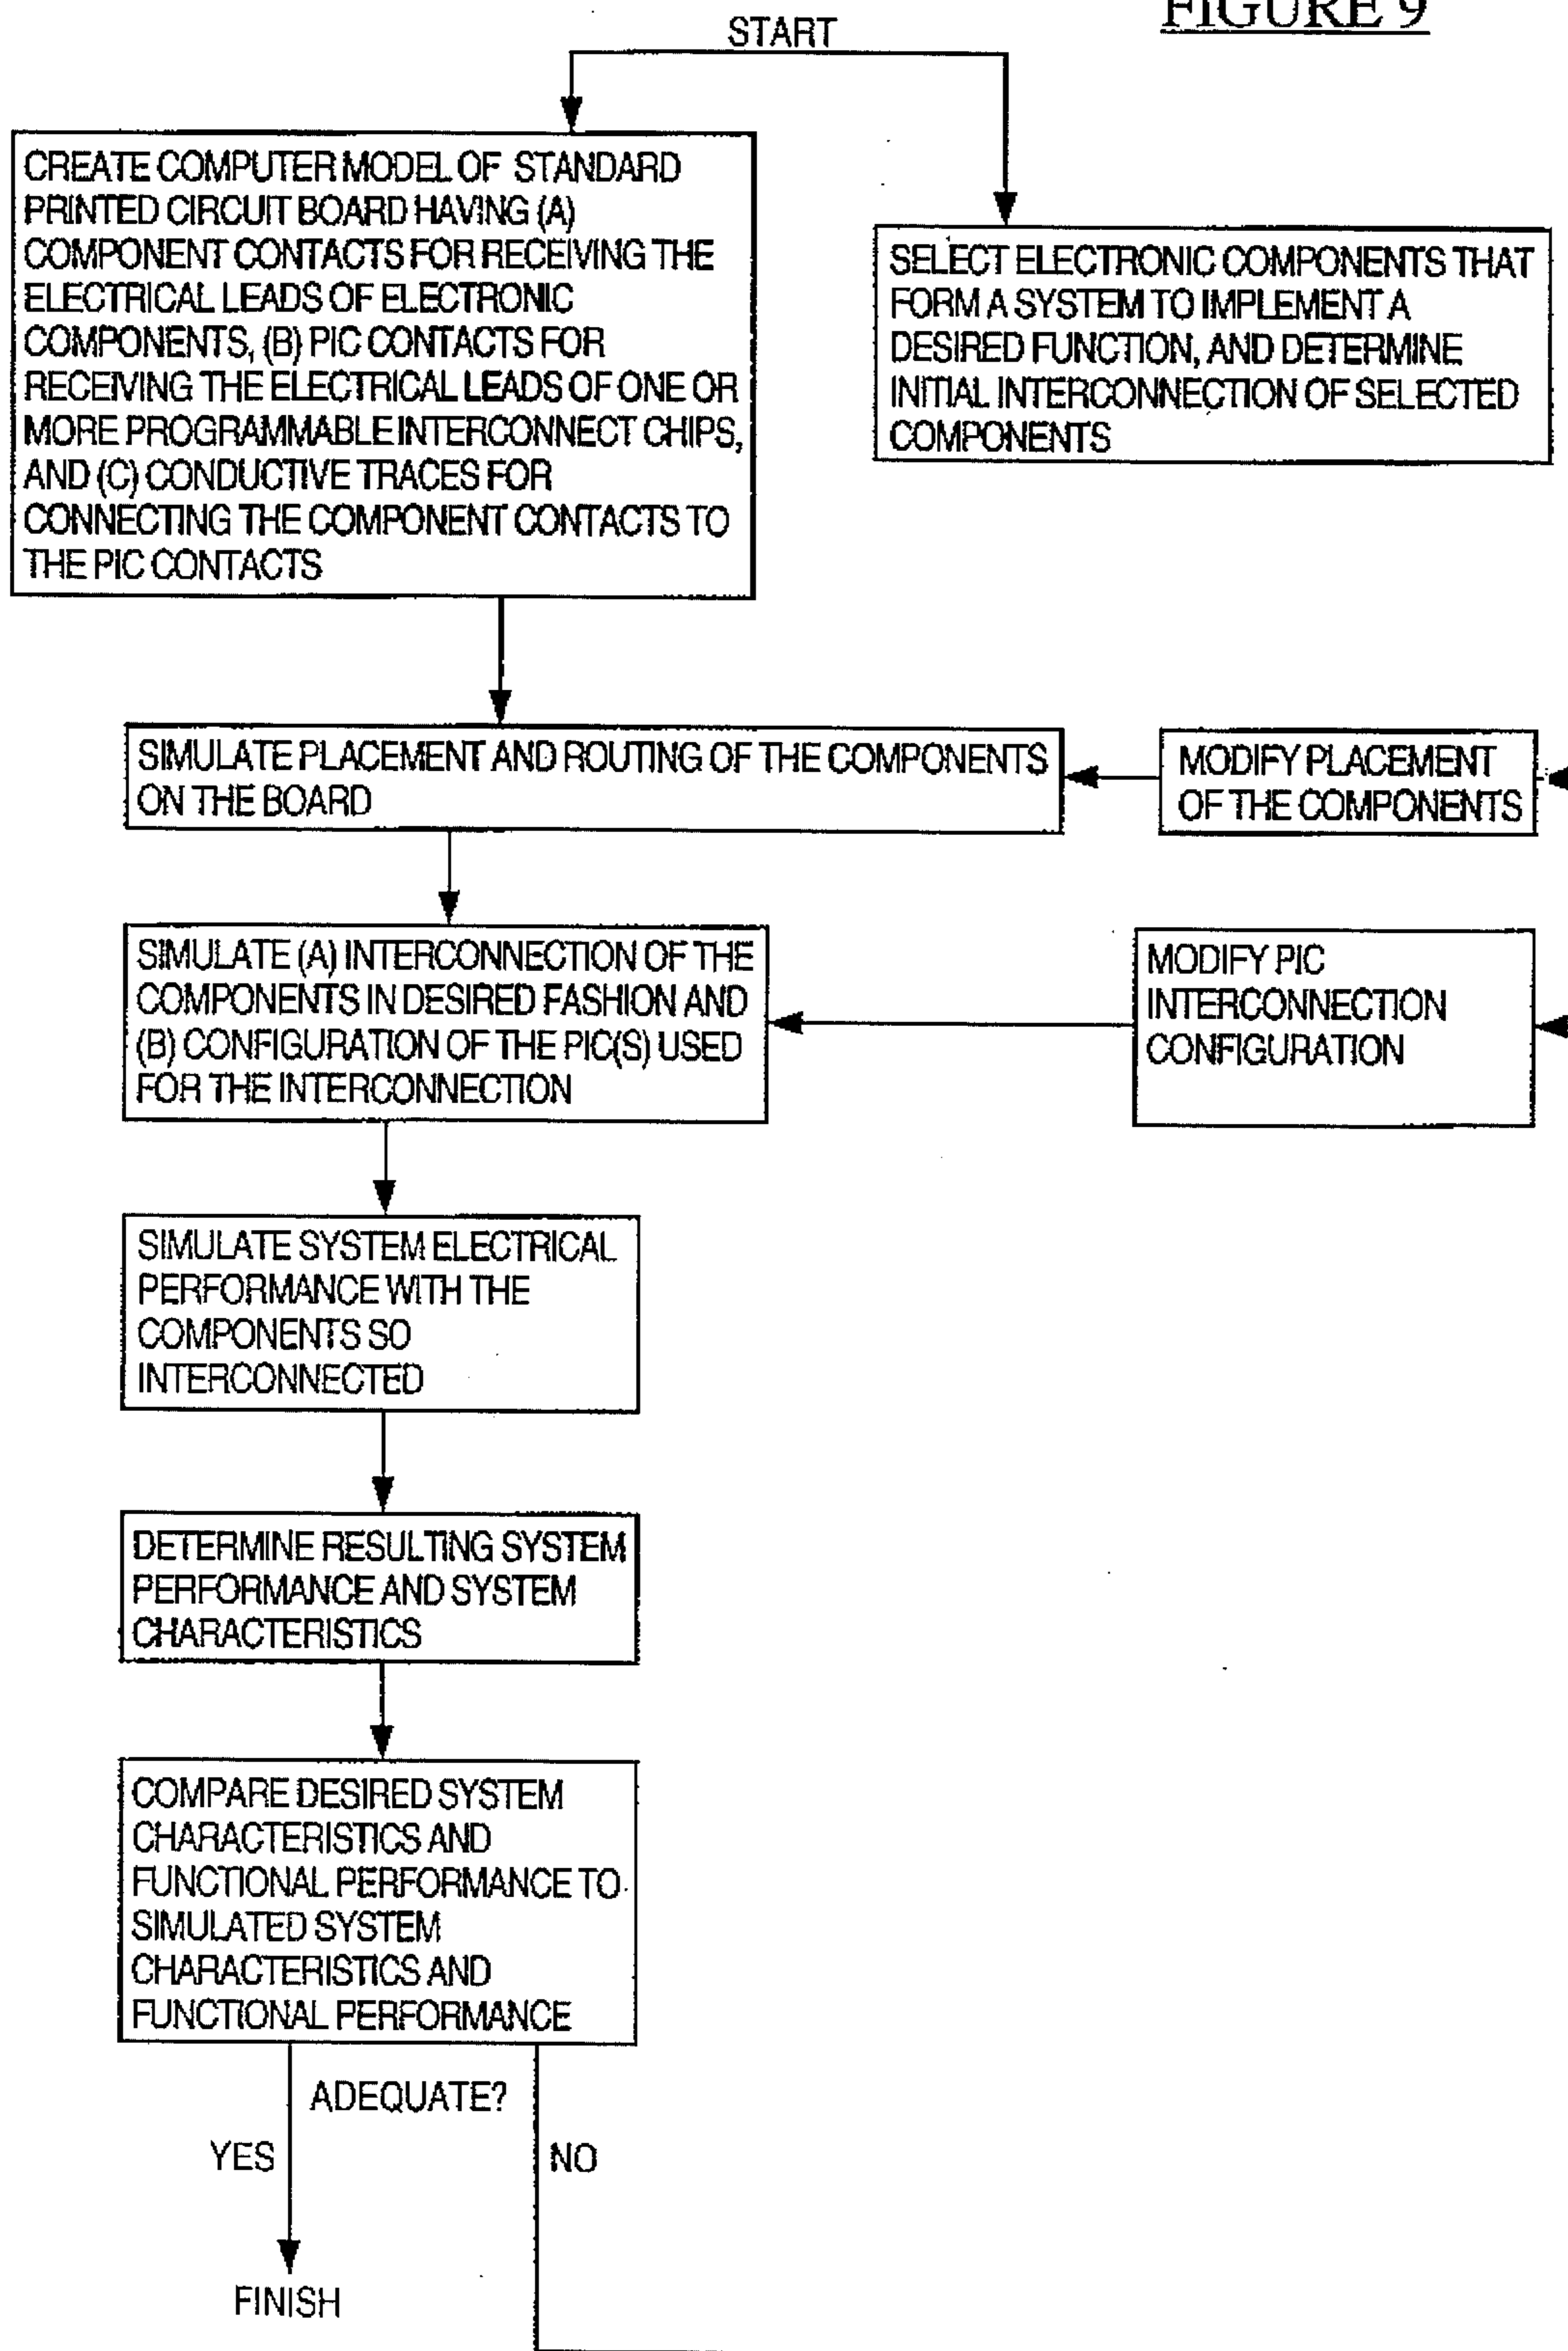 FIGURE 9
START
CREATE COMPUTER MODEL OF STANDARD
PRINTED CIRCUIT BOARD HAVING (A)
COMPONENT CONTACTS FOR RECEIVING THE
ELECTRICAL LEADS OF ELECTRONIC
COMPONENTS, (B) PIC CONTACTS FOR
RECEIVING THE ELECTRICAL LEADS OF ONE OR
MORE PROGRAMMABLE INTERCONNECT CHIPS,
AND (C) CONDUCTIVE TRACES FOR
CONNECTING THE COMPONENT CONTACTS TO
THE PIC CONTACTS
SELECT ELECTRONIC COMPONENTS THAT
FORM A SYSTEM TO IMPLEMENT A
DESIRED FUNCTION, AND DETERMINE
INITIAL INTERCONNECTION OF SELECTED
COMPONENTS
SIMULATE PLACEMENT AND ROUTING OF THE COMPONENTS
ON THE BOARD
MODIFY PLACEMENT
OF THE COMPONENTS
SIMULATE (A) INTERCONNECTION OF THE
COMPONENTS IN DESIRED FASHION AND
(B) CONFIGURATION OF THE PIC(S) USED
FOR THE INTERCONNECTION
MODIFY PIC
INTERCONNECTION
CONFIGURATION
SIMULATE SYSTEM ELECTRICAL
PERFORMANCE WITH THE
COMPONENTS SO
INTERCONNECTED
DETERMINE RESULTING SYSTEM
PERFORMANCE AND SYSTEM
CHARACTERISTICS
COMPARE DESIRED SYSTEM
CHARACTERISTICS AND
FUNCTIONAL PERFORMANCE TO
SIMULATED SYSTEM
CHARACTERISTICS AND
FUNCTIONAL PERFORMANCE
ADEQUATE?
YES
NO
FINISH